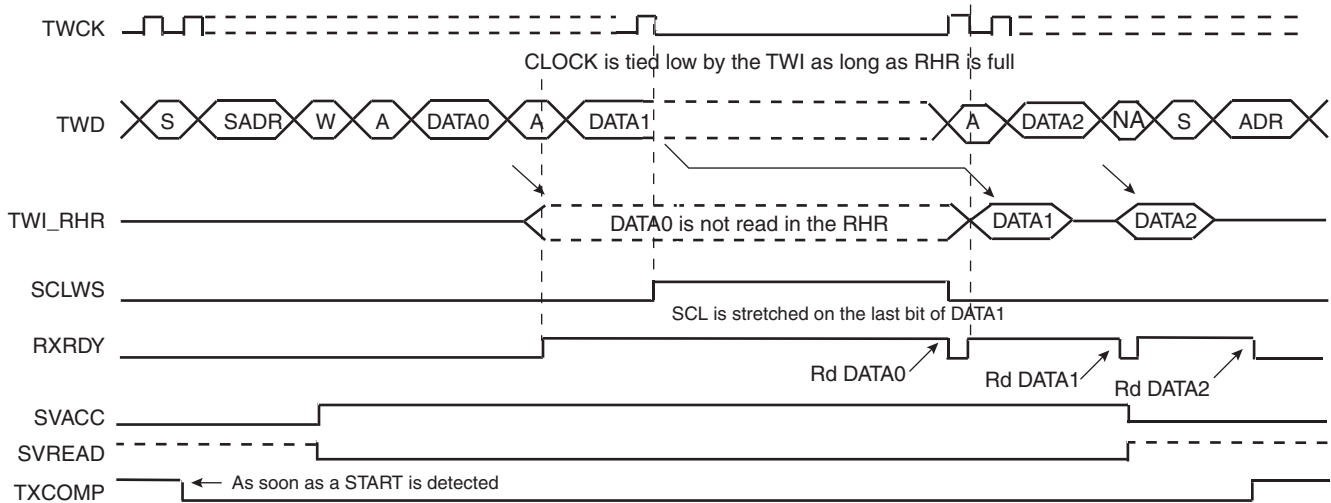 TWCK
CLOCK is tied low by the TWI as long as RHR is full
TWD S SADR W A DATA0 A DATA1 A DATA2 NA S ADR
TWI_RHR DATA0 is not read in the RHR DATA1 DATA2
SCLWS
SCL is stretched on the last bit of DATA1
RXRDY
Rd DATA0 Rd DATA1 Rd DATA2
SVACC
SVREAD
TXCOMP As soon as a START is detected